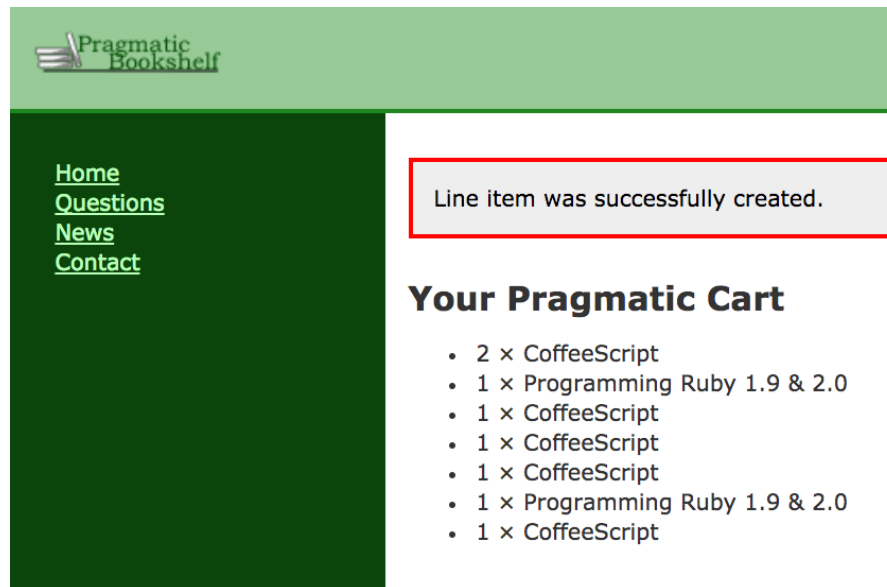 Pragmatic
Bookshelf
Home
Questions
News
Contact
Line item was successfully created.
Your Pragmatic Cart
• 2 × CoffeeScript
• 1 × Programming Ruby 1.9 & 2.0
• 1 × CoffeeScript
• 1 × CoffeeScript
• 1 × CoffeeScript
• 1 × Programming Ruby 1.9 & 2.0
• 1 × CoffeeScript